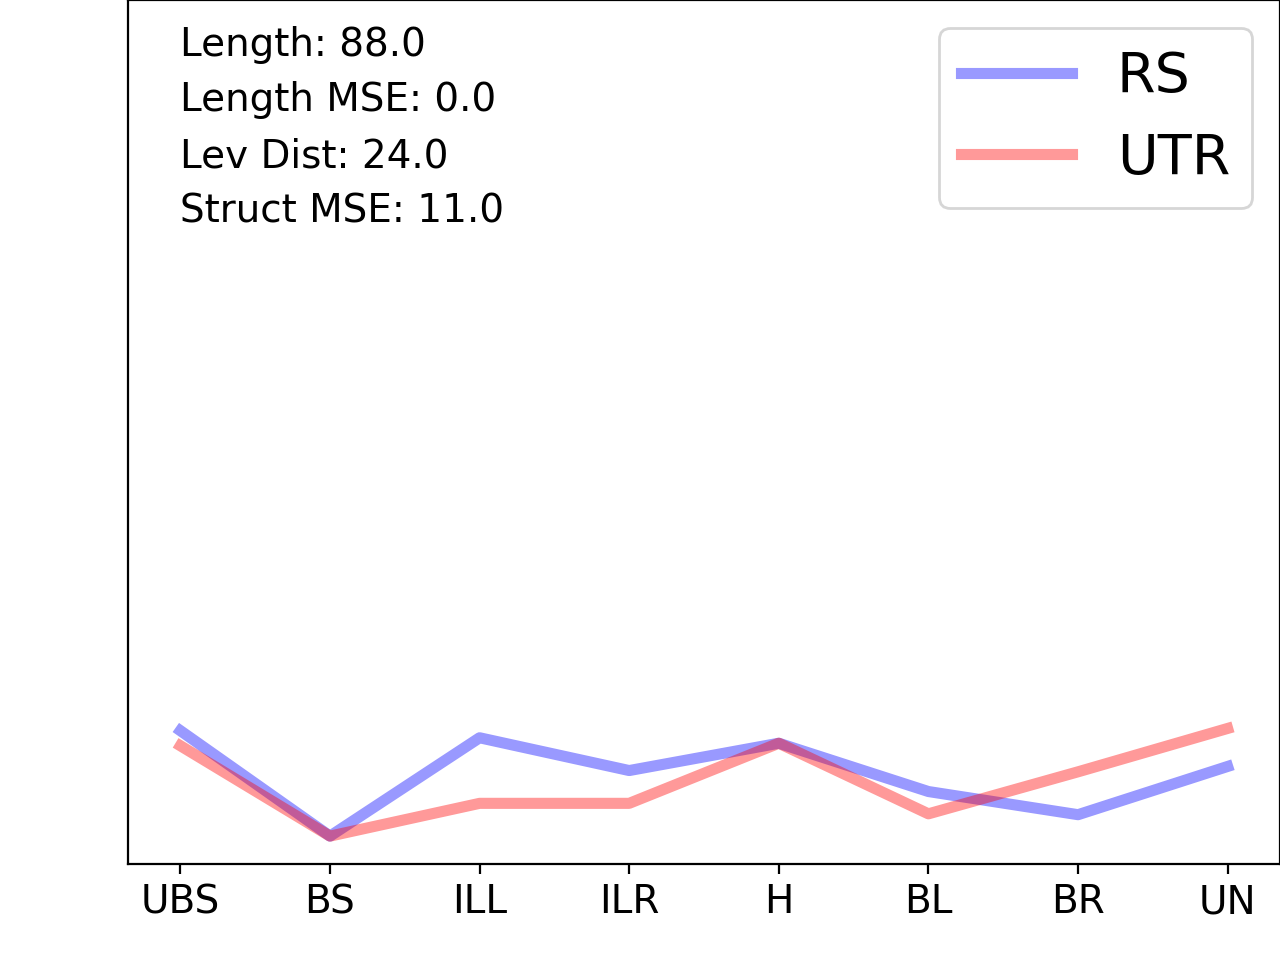 Length: 88.0
Length MSE: 0.0
Lev Dist: 24.0
Struct MSE: 11.0
RS
UTR
UBS BS ILL ILR H BL BR UN